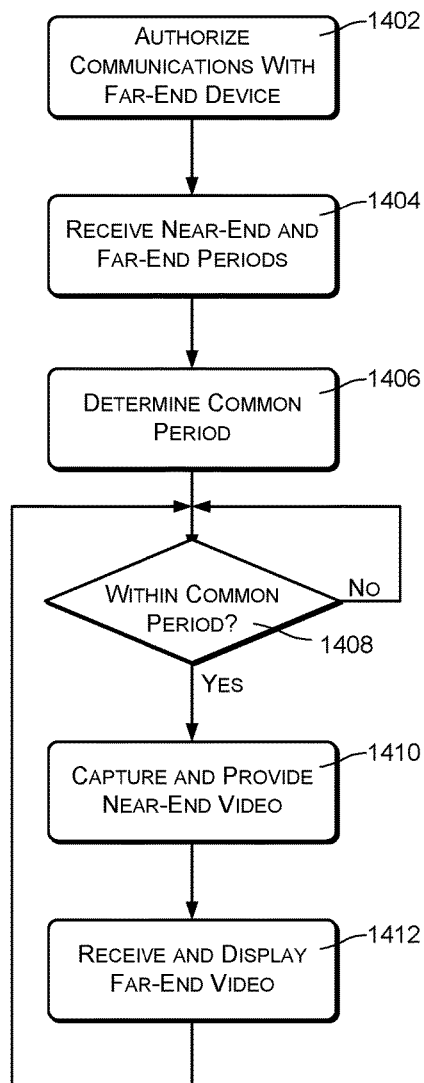 1402
AUTHORIZE
COMMUNICATIONS WITH
FAR-END DEVICE
1404
RECEIVE NEAR-END AND
FAR-END PERIODS
1406
DETERMINE COMMON
PERIOD
WITHIN COMMON
PERIOD?
NO
1408
YES
1410
CAPTURE AND PROVIDE
NEAR-END VIDEO
1412
RECEIVE AND DISPLAY
FAR-END VIDEO